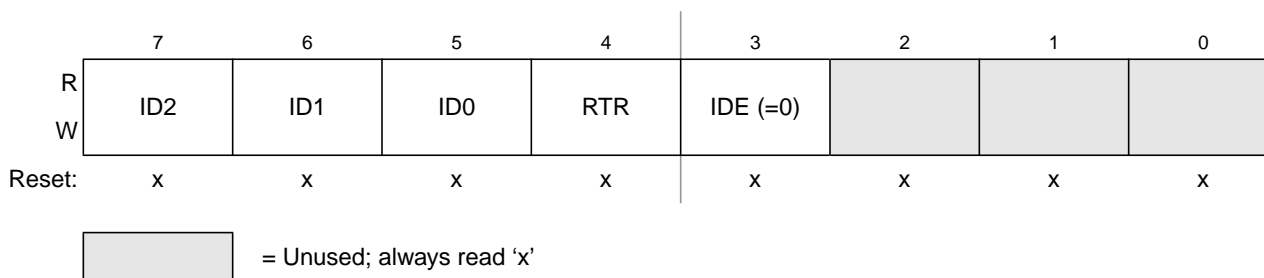 7 6 5 4 3 2 1 0
R
W
ID2 ID1 ID0 RTR IDE (=0)
Reset: x x x x x x x x
= Unused; always read ‘x’